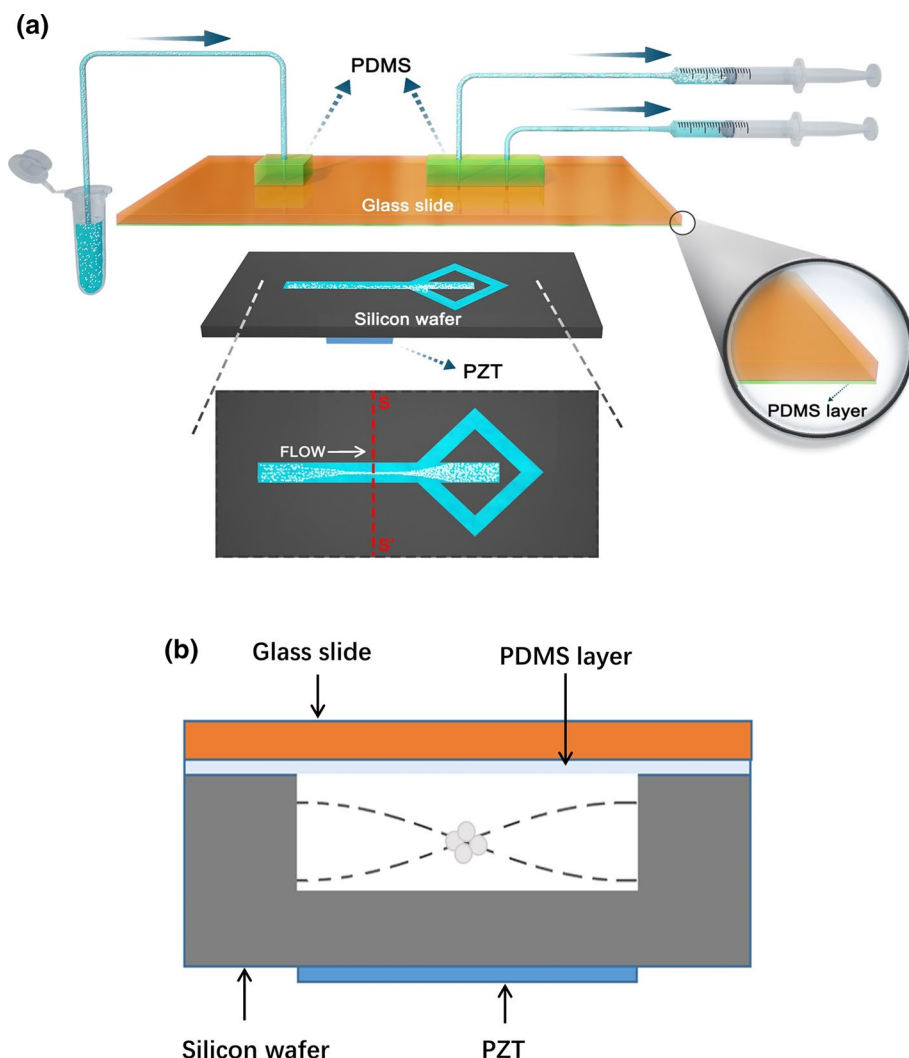 (a)
PDMS
Glass slide
Silicon wafer
PZT
PDMS layer
S
FLOW
S'
(b)
Glass slide
PDMS layer
Silicon wafer
PZT